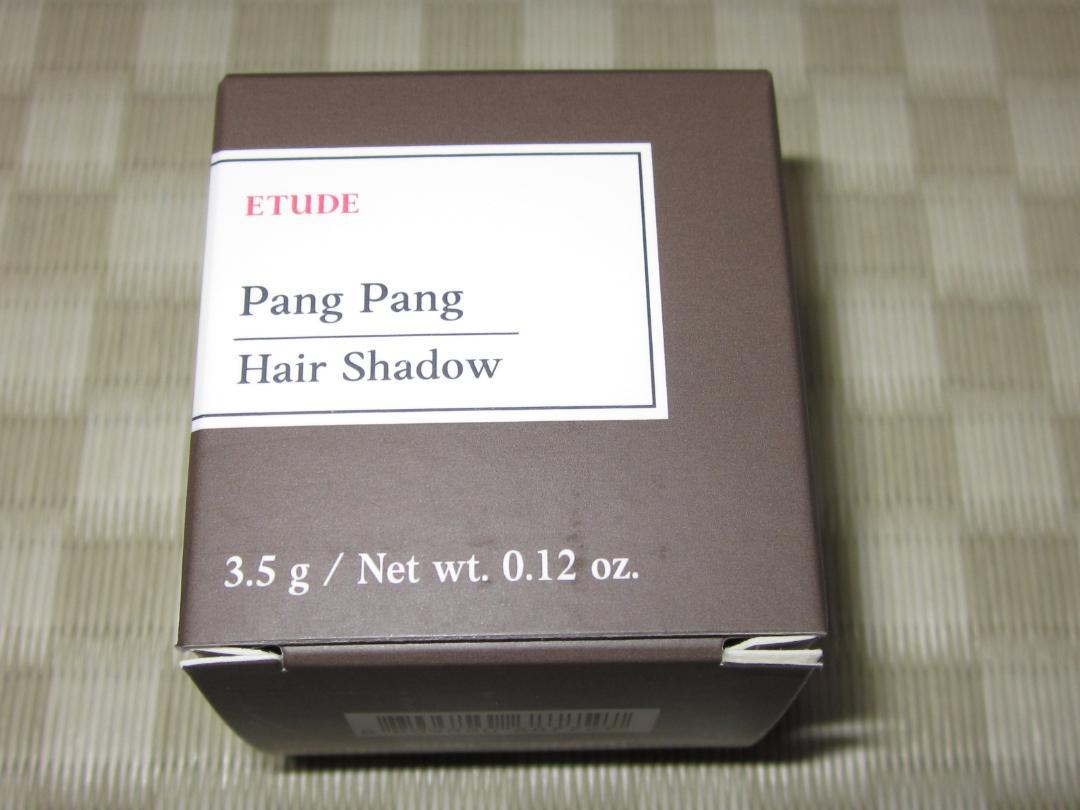 ETUDE
Pang Pang
Hair Shadow
3.5 g / Net wt. 0.12 oz.